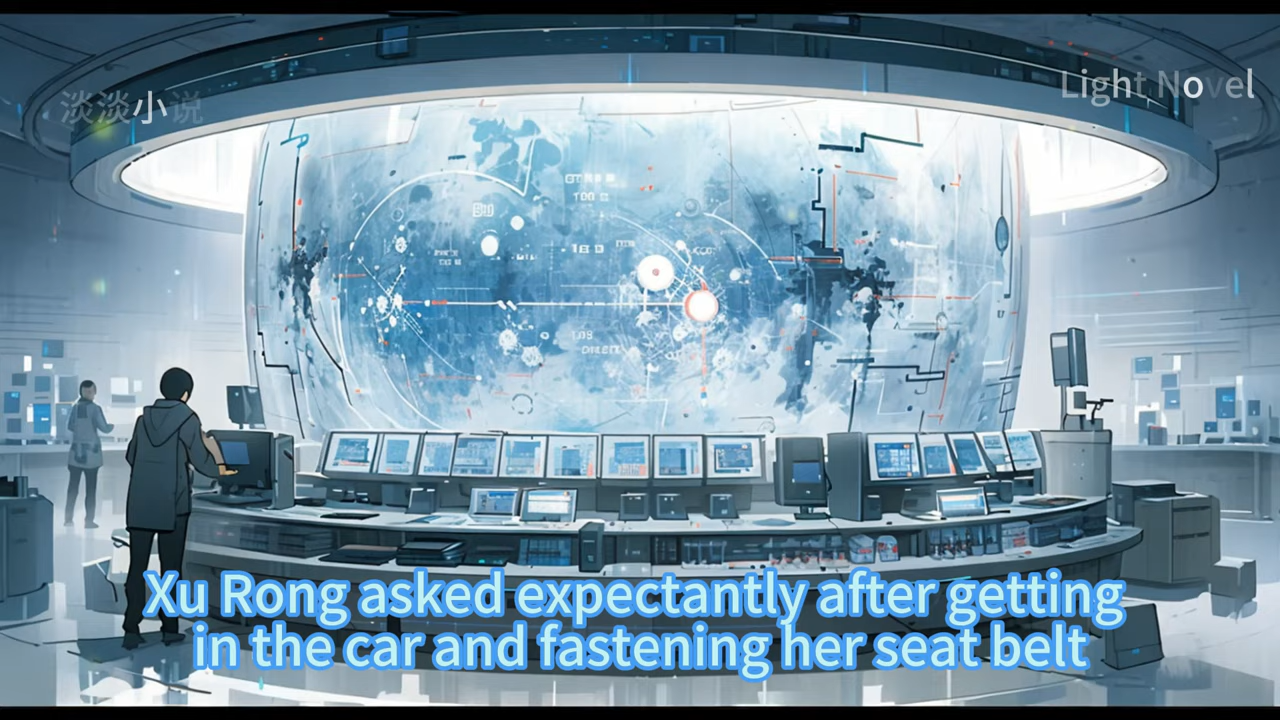 淡淡小说
Light Novel
Xu Rong asked expectantly after getting
in the car and fastening her seat belt